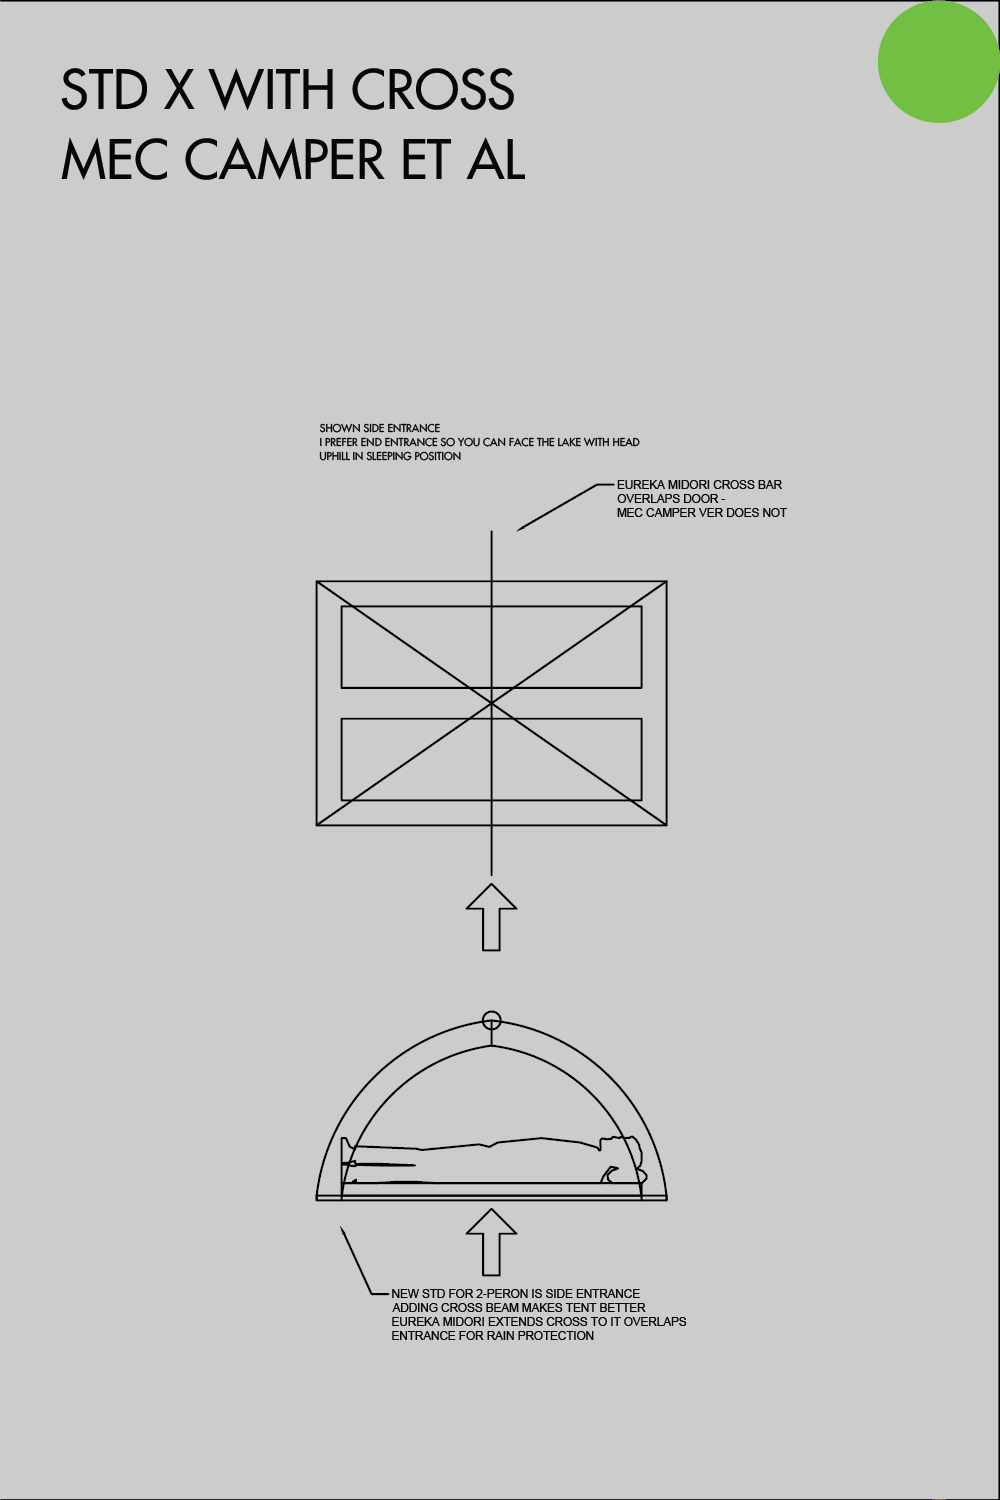 STD X WITH CROSS
MEC CAMPER ET AL
SHOWN SIDE ENTRANCE
I PREFER END ENTRANCE SO YOU CAN FACE THE LAKE WITH HEAD
UPHILL IN SLEEPING POSITION
EUREKA MIDORI CROSS BAR
OVERLAPS DOOR -
MEC CAMPER VER DOES NOT
NEW STD FOR 2-PERON IS SIDE ENTRANCE
ADDING CROSS BEAM MAKES TENT BETTER
EUREKA MIDORI EXTENDS CROSS TO IT OVERLAPS
ENTRANCE FOR RAIN PROTECTION